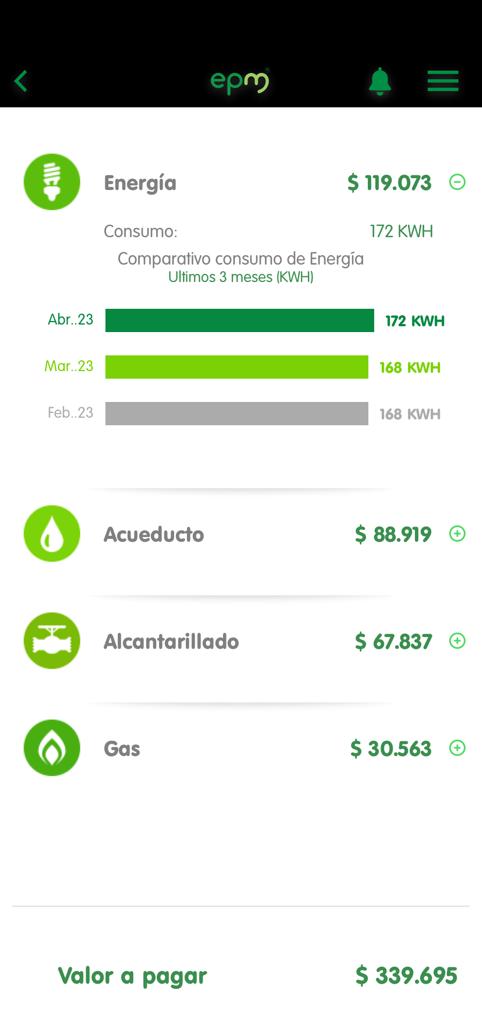 epm
Energía $ 119.073
Consumo: 172 KWH
Comparativo consumo de Energía
Ultimos 3 meses (KWH)
Abr..23 172 KWH
Mar..23 168 KWH
Feb..23 168 KWH
Acueducto $ 88.919
Alcantarillado $ 67.837
Gas $ 30.563
Valor a pagar $ 339.695